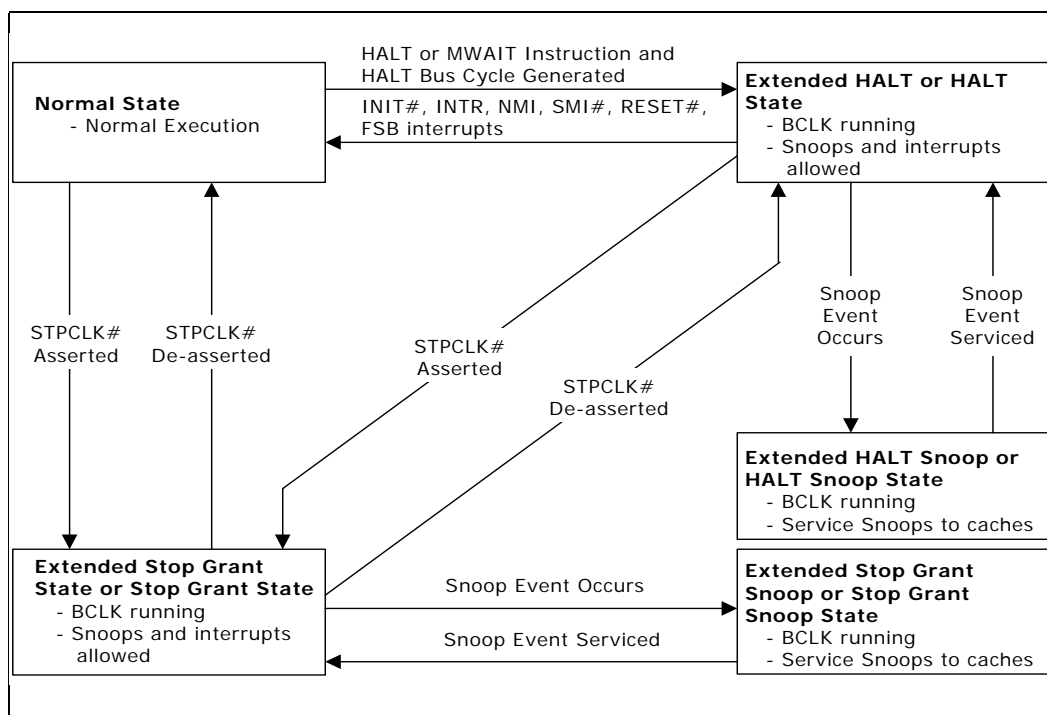 HALT or MWAIT Instruction and
HALT Bus Cycle Generated
INIT#, INTR, NMI, SMI#, RESET#,
FSB interrupts
Normal State
- Normal Execution
Extended HALT or HALT
State
- BCLK running
- Snoops and interrupts
allowed
STPCLK#
Asserted
STPCLK#
De-asserted
STPCLK#
Asserted
STPCLK#
De-asserted
Snoop
Event
Occurs
Snoop
Event
Serviced
Extended HALT Snoop or
HALT Snoop State
- BCLK running
- Service Snoops to caches
Extended Stop Grant
State or Stop Grant State
- BCLK running
- Snoops and interrupts
allowed
Snoop Event Occurs
Snoop Event Serviced
Extended Stop Grant
Snoop or Stop Grant
Snoop State
- BCLK running
- Service Snoops to caches